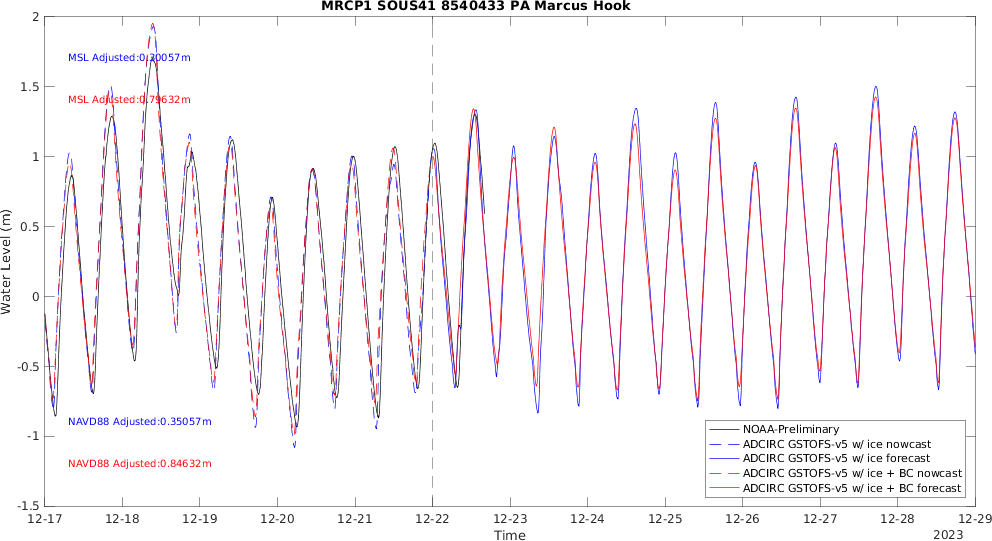 MRCP1 SOUS41 8540433 PA Marcus Hook
2
1.5
1
0.5
0
-0.5
-1
-1.5
Water Level (m)
MSL Adjusted:0.30057m
MSL Adjusted:0.79632m
NAVD88 Adjusted:0.35057m
NAVD88 Adjusted:0.84632m
NOAA-Preliminary
ADCIRC GSTOFS-v5 w/ ice nowcast
ADCIRC GSTOFS-v5 w/ ice forecast
ADCIRC GSTOFS-v5 w/ ice + BC nowcast
ADCIRC GSTOFS-v5 w/ ice + BC forecast
12-17 12-18 12-19 12-20 12-21 12-22 12-23 12-24 12-25 12-26 12-27 12-28 12-29
Time
2023